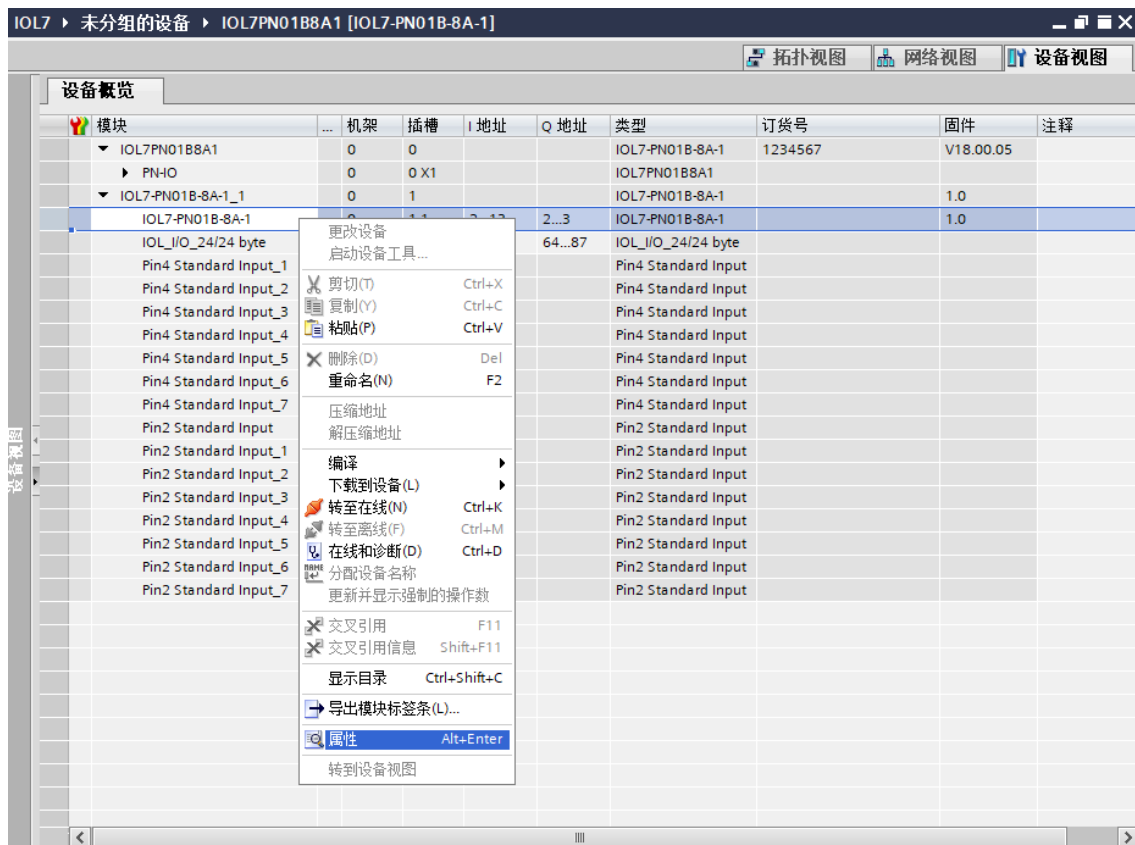 IOL7 ▸ 未分组的设备 ▸ IOL7PN01B8A1 [IOL7-PN01B-8A-1]
拓扑视图 网络视图 设备视图
设备概览
模块 ... 机架 插槽 I 地址 Q 地址 类型 订货号 固件 注释
IOL7PN01B8A1 0 0 IOL7-PN01B-8A-1 1234567 V18.00.05
PN-IO 0 0 X1 IOL7PN01B8A1
IOL7-PN01B-8A-1_1 0 1 IOL7-PN01B-8A-1 1.0
IOL7-PN01B-8A-1 2...3 IOL7-PN01B-8A-1 1.0
IOL_I/O_24/24 byte 64...87 IOL_I/O_24/24 byte
Pin4 Standard Input_1 Pin4 Standard Input
Pin4 Standard Input_2 Pin4 Standard Input
Pin4 Standard Input_3 Pin4 Standard Input
Pin4 Standard Input_4 Pin4 Standard Input
Pin4 Standard Input_5 Pin4 Standard Input
Pin4 Standard Input_6 Pin4 Standard Input
Pin4 Standard Input_7 Pin4 Standard Input
Pin2 Standard Input Pin2 Standard Input
Pin2 Standard Input_1 Pin2 Standard Input
Pin2 Standard Input_2 Pin2 Standard Input
Pin2 Standard Input_3 Pin2 Standard Input
Pin2 Standard Input_4 Pin2 Standard Input
Pin2 Standard Input_5 Pin2 Standard Input
Pin2 Standard Input_6 Pin2 Standard Input
Pin2 Standard Input_7 Pin2 Standard Input
更改设备
启动设备工具...
剪切(T) Ctrl+X
复制(Y) Ctrl+C
粘贴(P) Ctrl+V
删除(D) Del
重命名(N) F2
压缩地址
解压缩地址
编译
下载到设备(L)
转至在线(N) Ctrl+K
转至离线(F) Ctrl+M
在线和诊断(D) Ctrl+D
分配设备名称
更新并显示强制的操作数
交叉引用 F11
交叉引用信息 Shift+F11
显示目录 Ctrl+Shift+C
导出模块标签条(L)...
属性 Alt+Enter
转到设备视图
设备视图